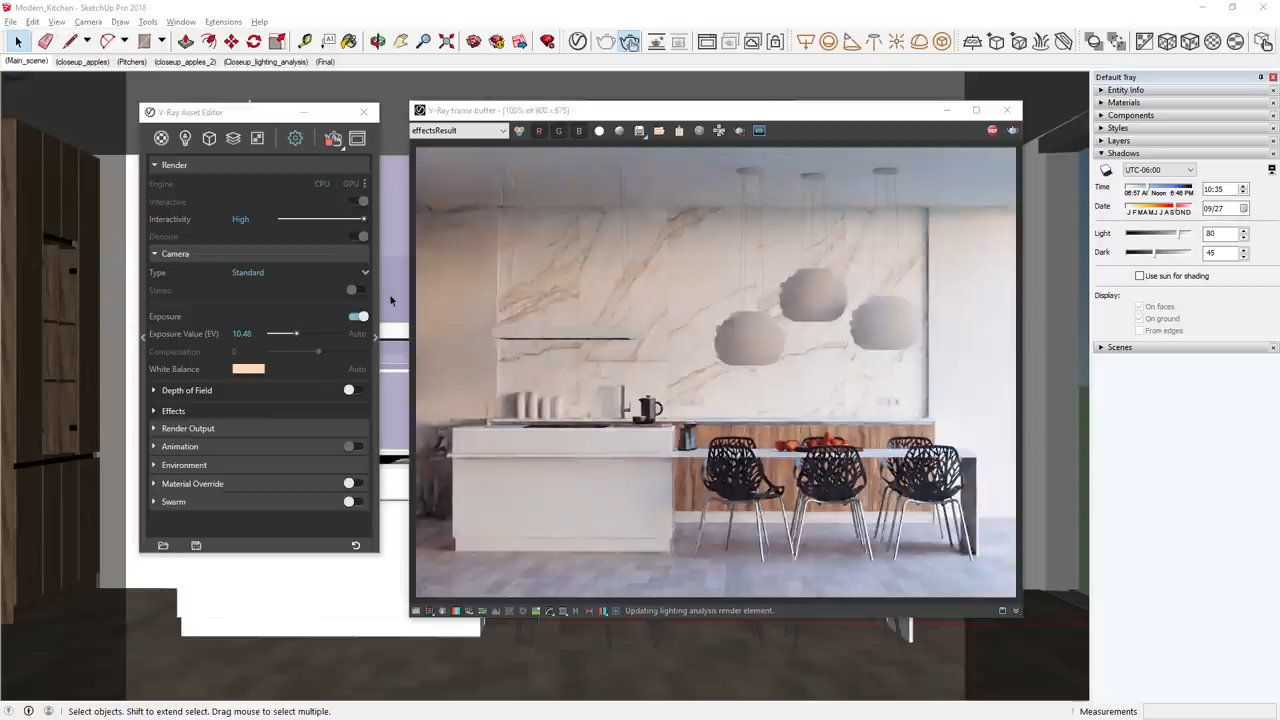 Modern_Kitchen - SketchUp Pro 2018
File Edit View Camera Draw Tools Window Extensions Help
(Main_scene) (closeup_apples) (Pitchers) (closeup_apples_2) (Closeup_lighting_analysis) (Final)
V-Ray Asset Editor
Render
Engine CPU GPU
Interactive
Interactivity High
Denoise
Camera
Type Standard
Stereo
Exposure
Exposure Value (EV) 10.48 Auto
Compensation 0
White Balance Auto
Depth of Field
Effects
Render Output
Animation
Environment
Material Override
Swarm
V-Ray frame buffer - [100% of 600 x 675]
effectsResult R G B
Updating lighting analysis render element.
Default Tray
Entity Info
Materials
Components
Styles
Layers
Shadows
UTC-06:00
Time 10:35
06:57 AM Noon 6:46 PM
Date 09/27
J F M A M J J A S O N D
Light 80
Dark 45
Use sun for shading
Display:
On faces
On ground
From edges
Scenes
Select objects. Shift to extend select. Drag mouse to select multiple.
Measurements